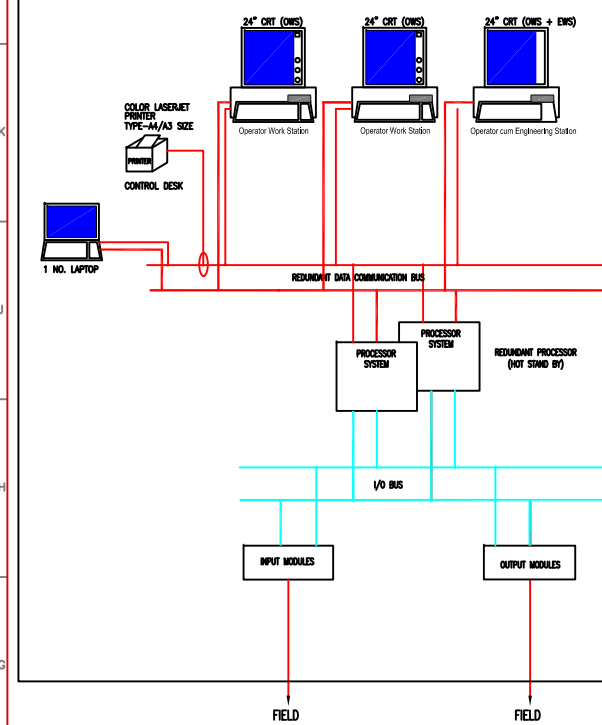 24" CRT (OWS)
24" CRT (OWS)
24" CRT (OWS + EWS)
COLOR LASERJET
PRINTER
TYPE-A4/A3 SIZE
PRINTER
CONTROL DESK
Operator Work Station
Operator Work Station
Operator cum Engineering Station
K
1 NO. LAPTOP
REDUNDANT DATA COMMUNICATION BUS
J
PROCESSOR
SYSTEM
PROCESSOR
SYSTEM
REDUNDANT PROCESSOR
(HOT STAND BY)
I/O BUS
H
INPUT MODULES
OUTPUT MODULES
G
FIELD
FIELD